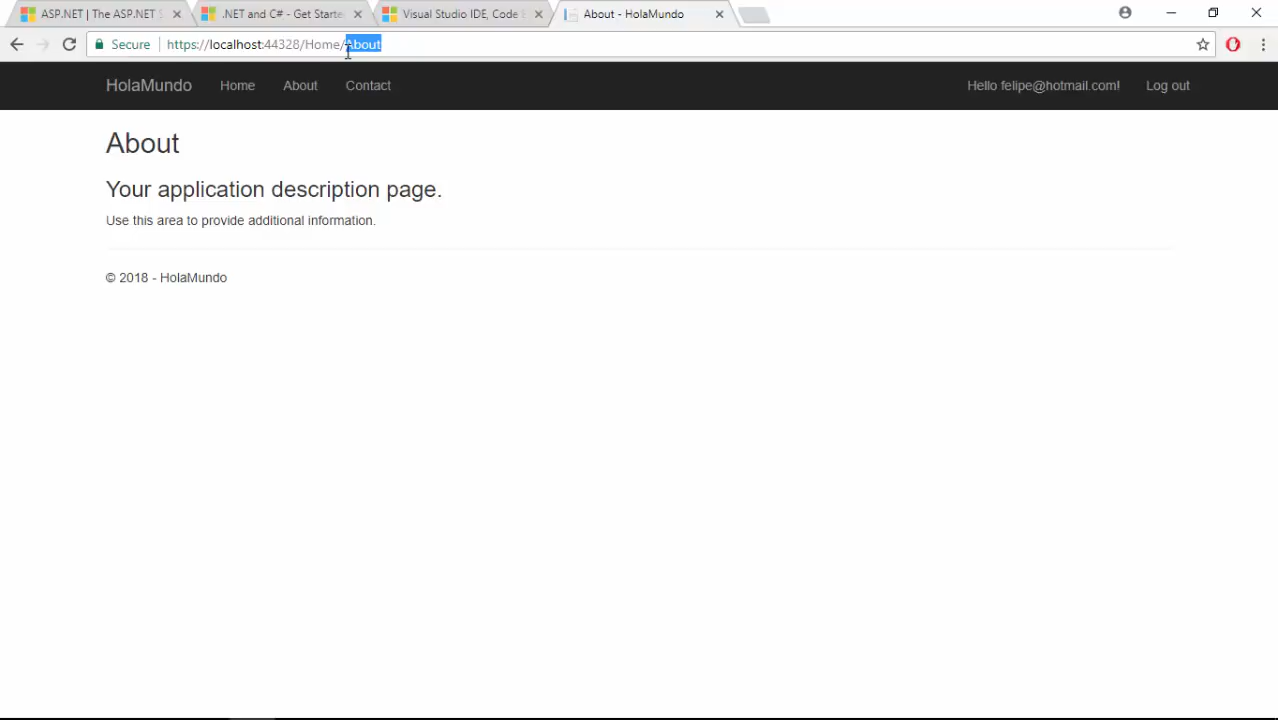 ASP.NET | The ASP.NET S
.NET and C# - Get Starte
Visual Studio IDE, Code E
About - HolaMundo
Secure https://localhost:44328/Home/About
HolaMundo Home About Contact Hello felipe@hotmail.com! Log out
About
Your application description page.
Use this area to provide additional information.
© 2018 - HolaMundo